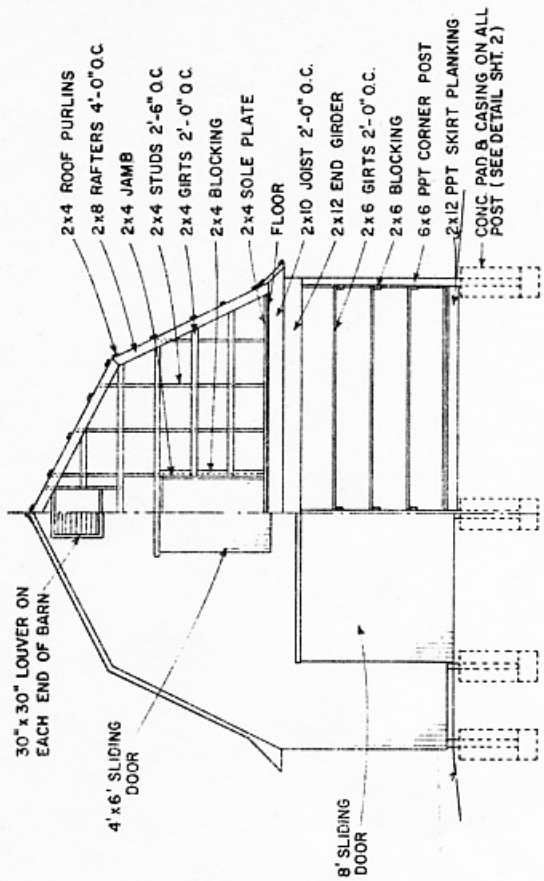 30"x 30" LOUVER ON
EACH END OF BARN
4'x6' SLIDING
DOOR
8' SLIDING
DOOR
2x4 ROOF PURLINS
2x8 RAFTERS 4'-0" O.C.
2x4 JAMB
2x4 STUDS 2'-6" O.C.
2x4 GIRTS 2'-0" O.C.
2x4 BLOCKING
2x4 SOLE PLATE
FLOOR
2x10 JOIST 2'-0" O.C.
2x12 END GIRDER
2x6 GIRTS 2'-0" O.C.
2x6 BLOCKING
6x6 PPT CORNER POST
2x12 PPT SKIRT PLANKING
CONC. PAD & CASING ON ALL
POST (SEE DETAIL SHT. 2)